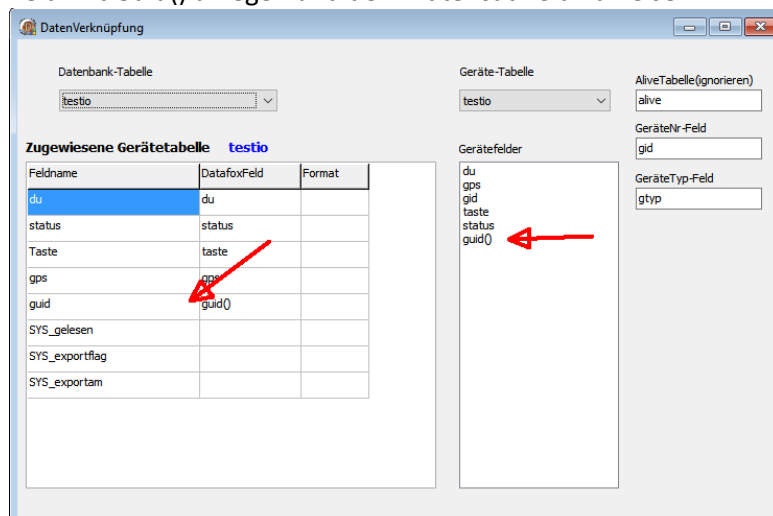 DatenVerknüpfung
Datenbank-Tabelle
testio
Geräte-Tabelle
testio
AliveTabelle(ignorieren)
alive
GeräteNr-Feld
gid
GeräteTyp-Feld
gtyp
Zugewiesene Gerätetabelle testio
Feldname DatafoxFeld Format
du du
status status
Taste taste
gps gps
guid guid()
SYS_gelesen
SYS_exportflag
SYS_exportam
Gerätefelder
du
gps
gid
taste
status
guid()